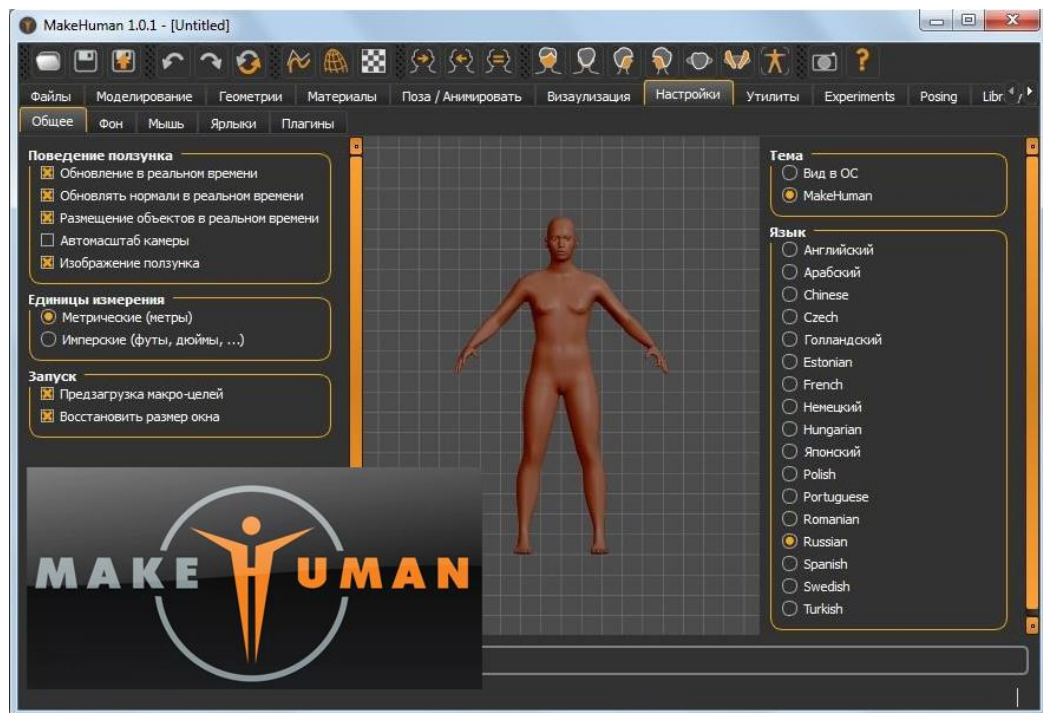 MakeHuman 1.0.1 - [Untitled]
Файлы Моделирование Геометрии Материалы Поза / Анимировать Визаулизация Настройки Утилиты Experiments Posing Libr
Общее Фон Мышь Ярлыки Плагины
Поведение ползунка
Обновление в реальном времени
Обновлять нормали в реальном времени
Размещение объектов в реальном времени
Автомасштаб камеры
Изображение ползунка
Единицы измерения
Метрические (метры)
Имперские (футы, дюймы, ...)
Запуск
Предзагрузка макро-целей
Восстановить размер окна
MAKE HUMAN
Тема
Вид в ОС
MakeHuman
Язык
Английский
Арабский
Chinese
Czech
Голландский
Estonian
French
Немецкий
Hungarian
Японский
Polish
Portuguese
Romanian
Russian
Spanish
Swedish
Turkish